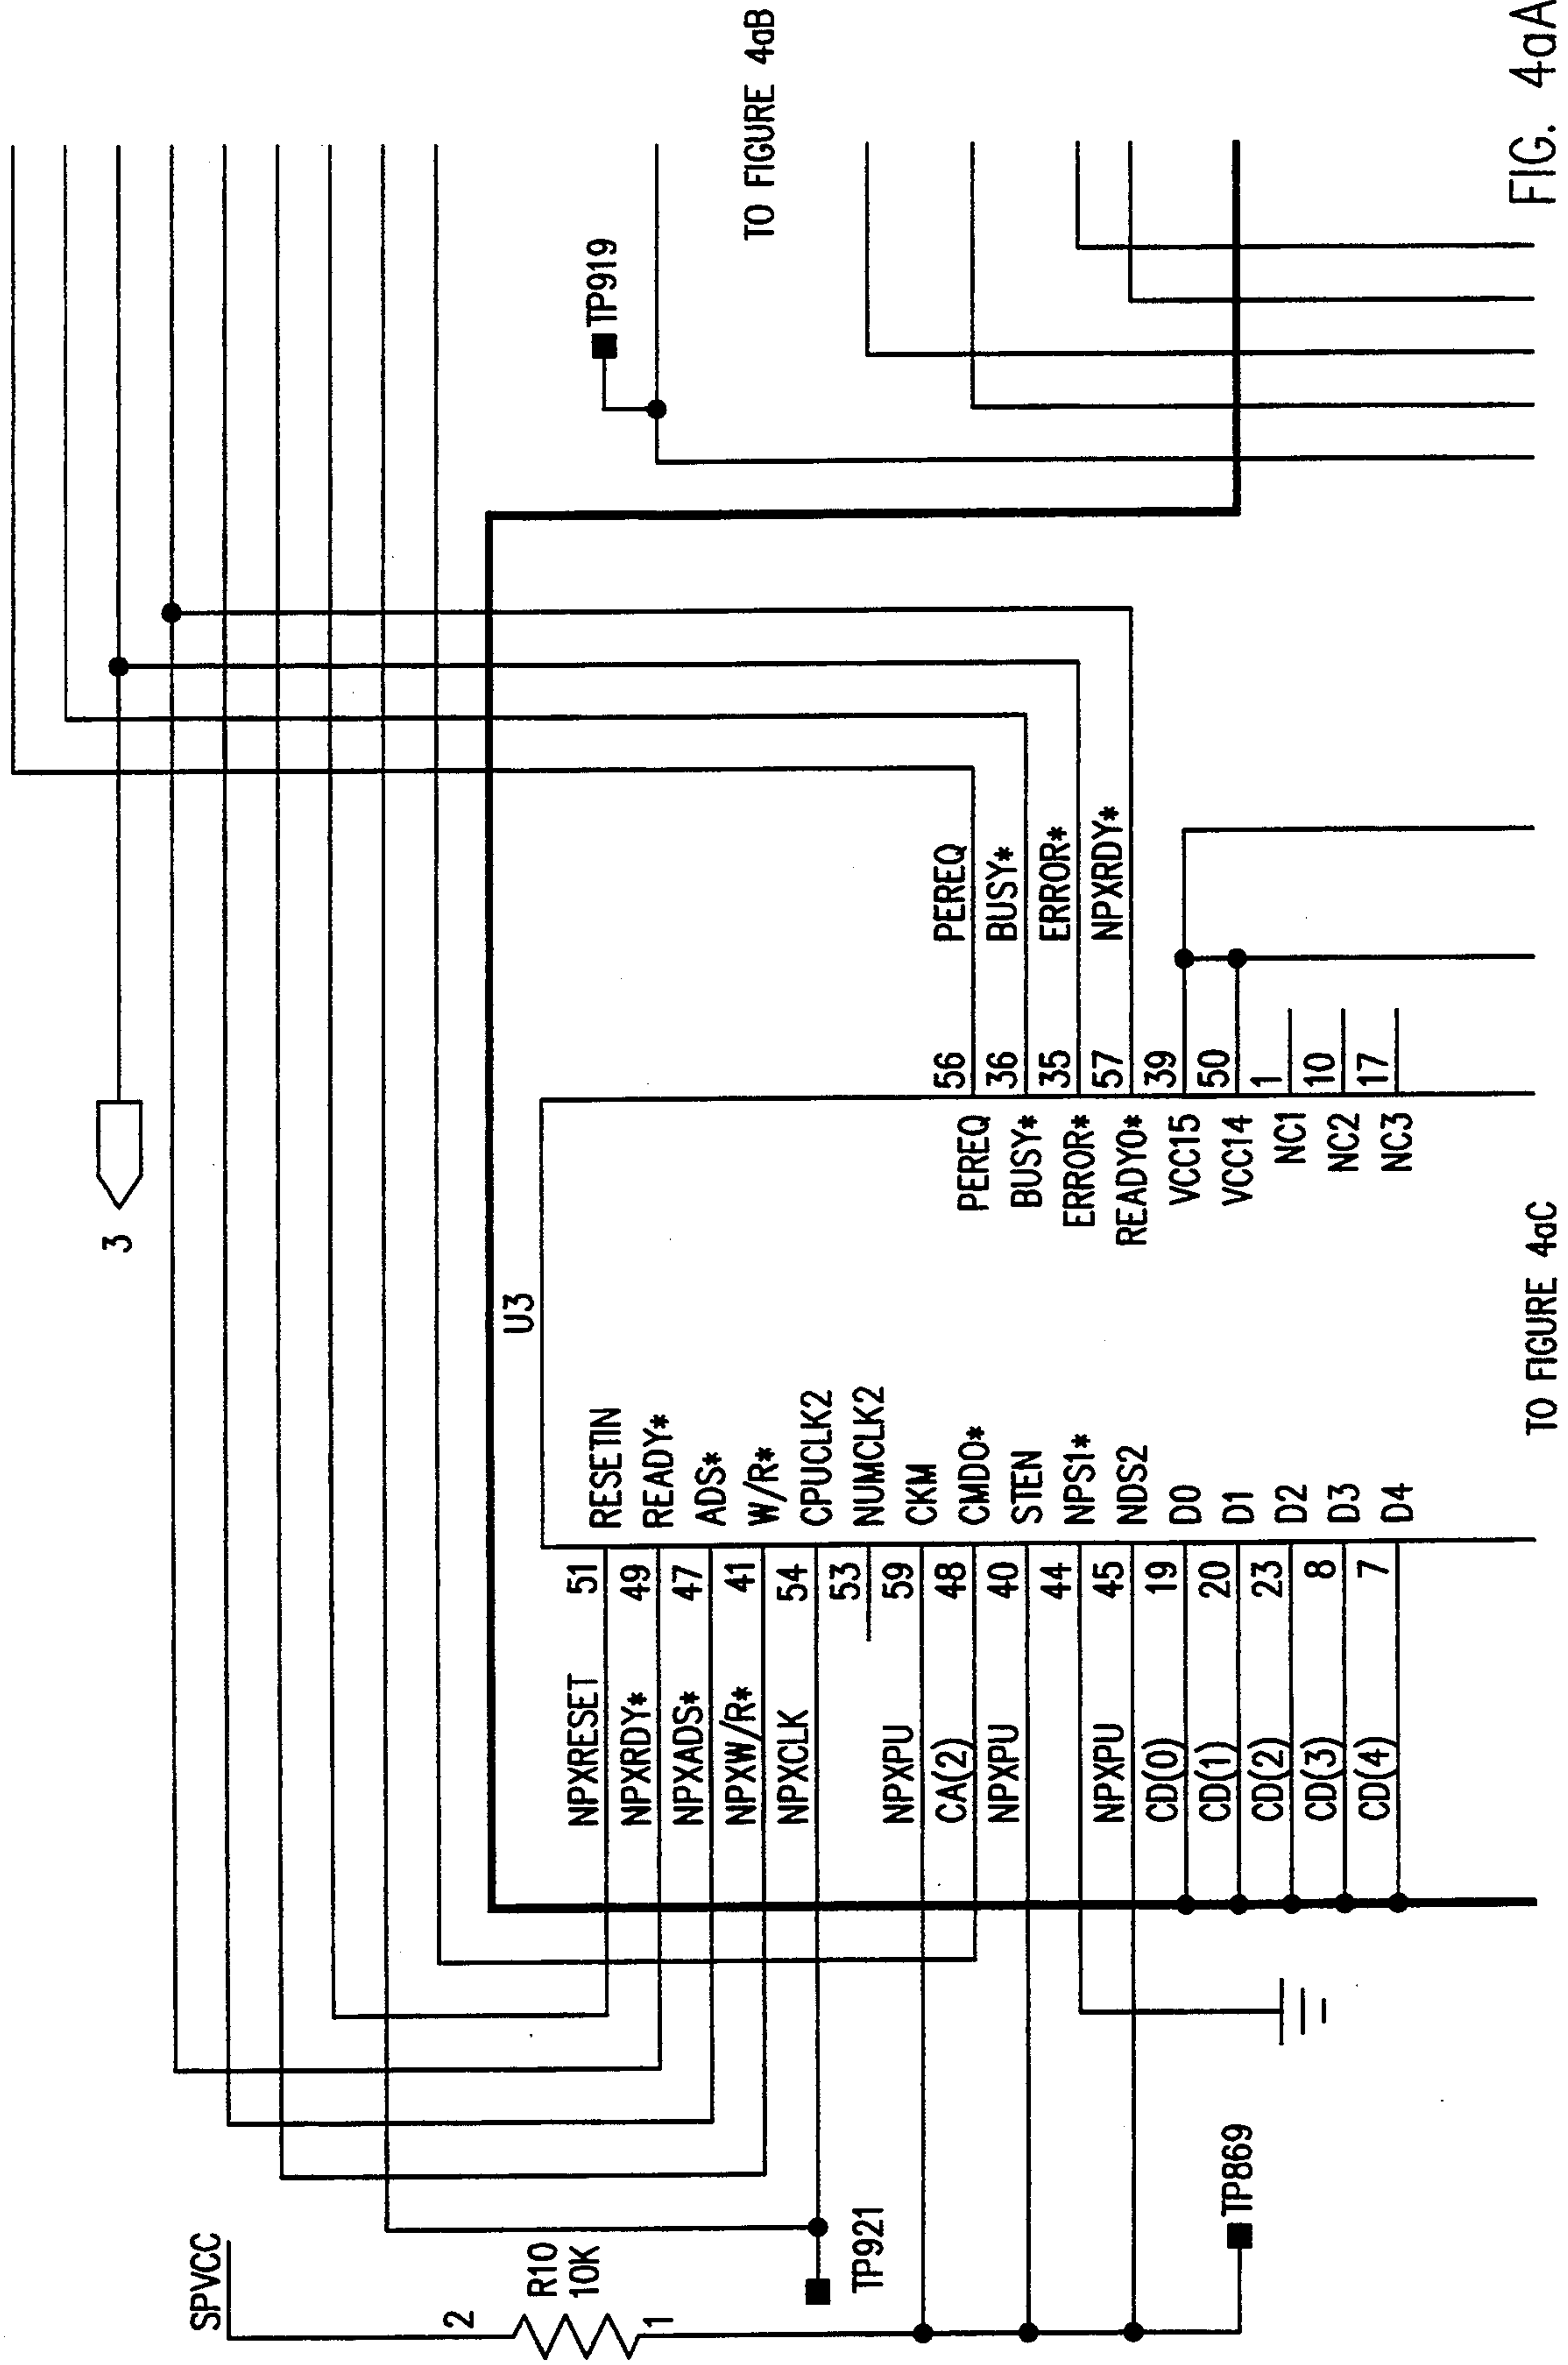 SPVCC
2
R10
10K
1
TP921
TP869
3
U3
NPXRESET 51 RESETIN
NPXRDY* 49 READY*
NPXADS* 47 ADS*
NPXW/R* 41 W/R*
NPXCLK 54 CPUCLK2
53 NUMCLK2
NPXPU 59 CKM
CA(2) 48 CMD0*
NPXPU 40 STEN
44 NPS1*
NPXPU 45 NDS2
CD(0) 19 D0
CD(1) 20 D1
CD(2) 23 D2
CD(3) 8 D3
CD(4) 7 D4
PEREQ 56 PEREQ
BUSY* 36 BUSY*
ERROR* 35 ERROR*
READYO* 57 NPXRDY*
VCC15 39
VCC14 50
NC1 1
NC2 10
NC3 17
TP919
TO FIGURE 4aB
TO FIGURE 4aC
FIG. 4aA